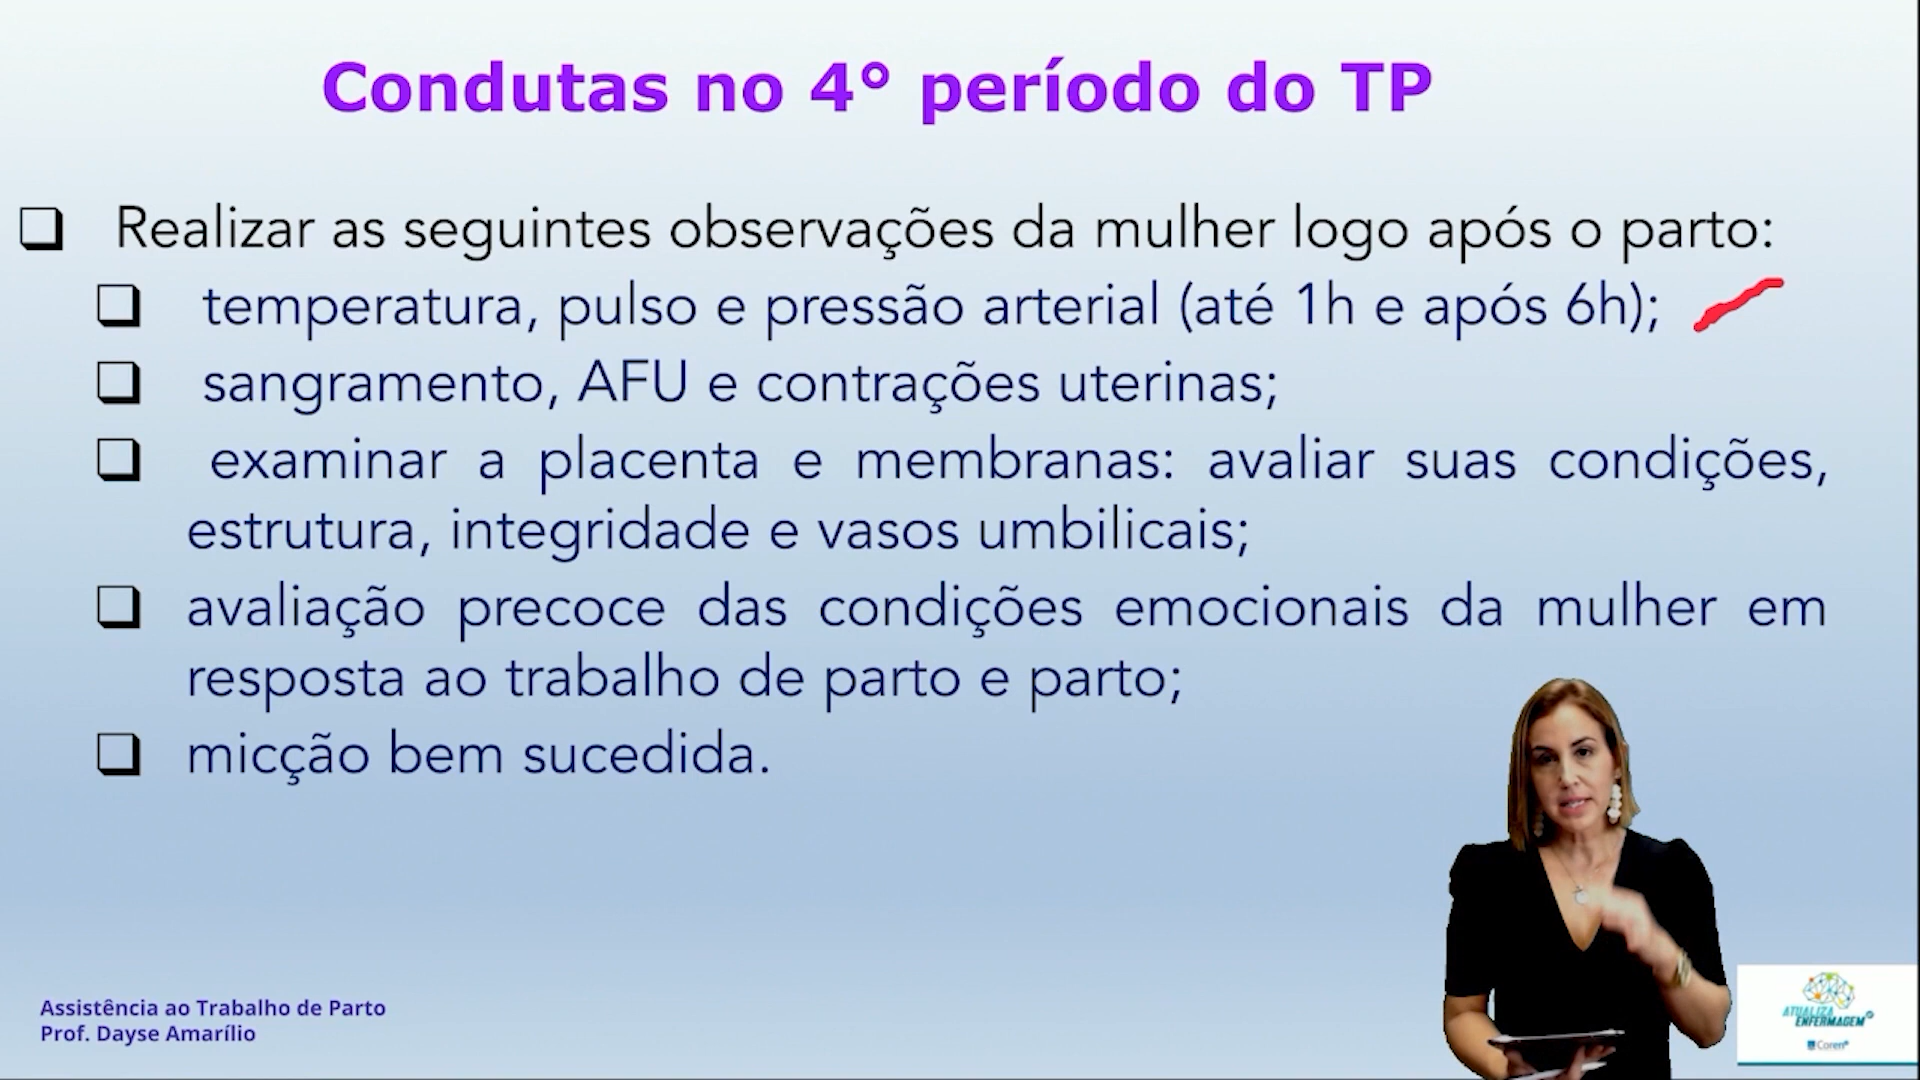 Condutas no 4° período do TP
Realizar as seguintes observações da mulher logo após o parto:
temperatura, pulso e pressão arterial (até 1h e após 6h);
sangramento, AFU e contrações uterinas;
examinar a placenta e membranas: avaliar suas condições,
estrutura, integridade e vasos umbilicais;
avaliação precoce das condições emocionais da mulher em
resposta ao trabalho de parto e parto;
micção bem sucedida.
Assistência ao Trabalho de Parto
Prof. Dayse Amarílio
ATUALIZA
ENFERMAGEM
Coren